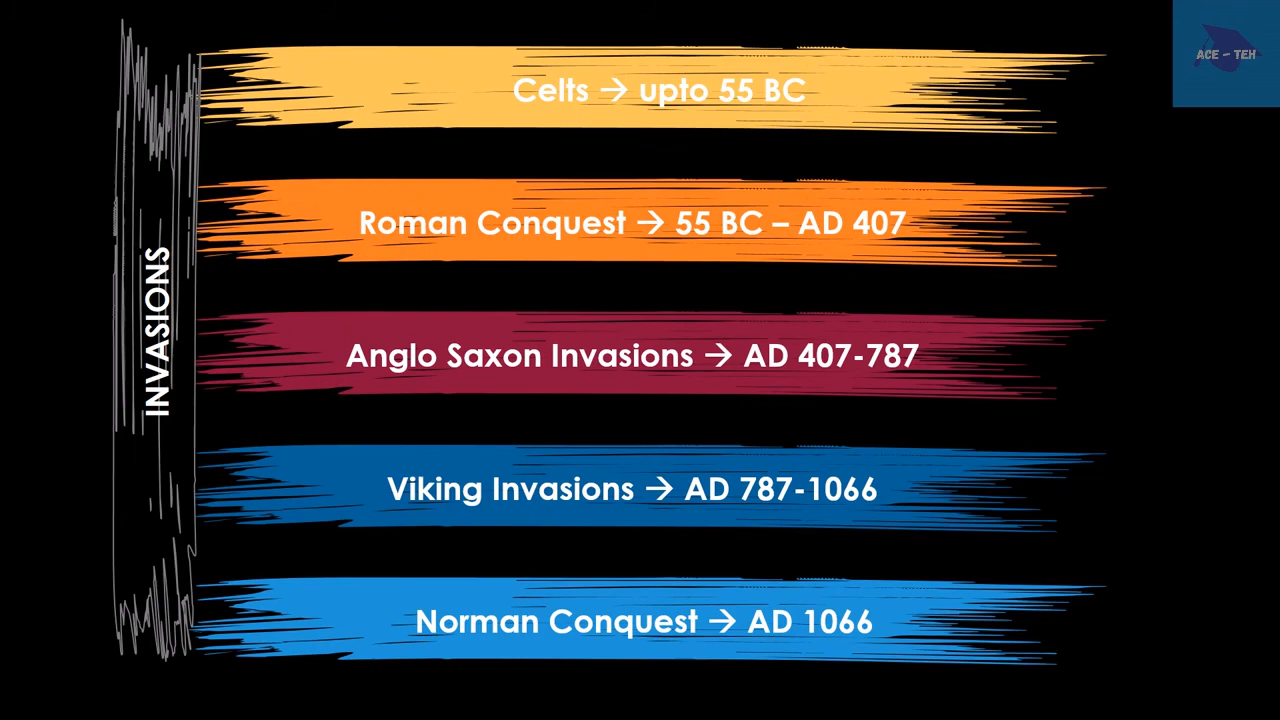 ACE - TEH
Celts → upto 55 BC
Roman Conquest → 55 BC – AD 407
INVASIONS
Anglo Saxon Invasions → AD 407-787
Viking Invasions → AD 787-1066
Norman Conquest → AD 1066